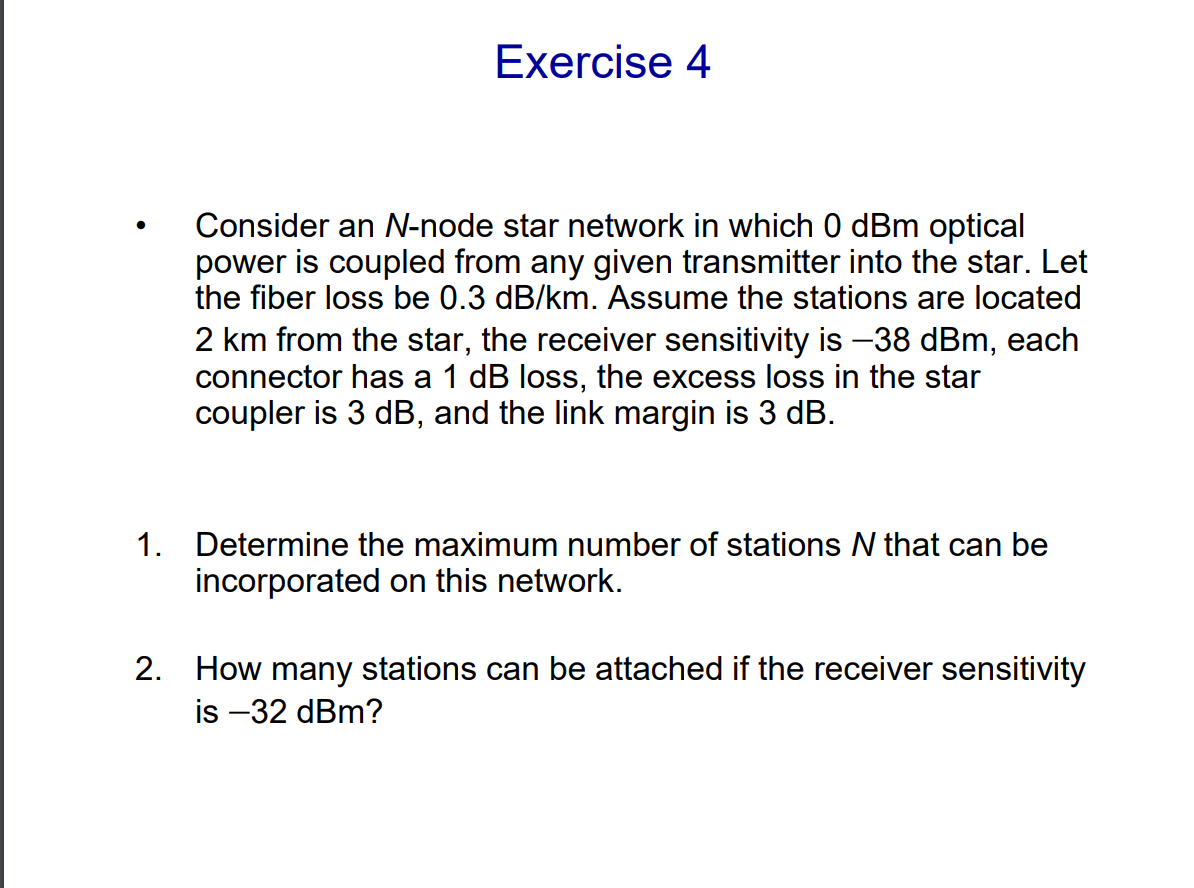 Exercise 4
• Consider an N-node star network in which 0 dBm optical
power is coupled from any given transmitter into the star. Let
the fiber loss be 0.3 dB/km. Assume the stations are located
2 km from the star, the receiver sensitivity is −38 dBm, each
connector has a 1 dB loss, the excess loss in the star
coupler is 3 dB, and the link margin is 3 dB.
1. Determine the maximum number of stations N that can be
incorporated on this network.
2. How many stations can be attached if the receiver sensitivity
is −32 dBm?